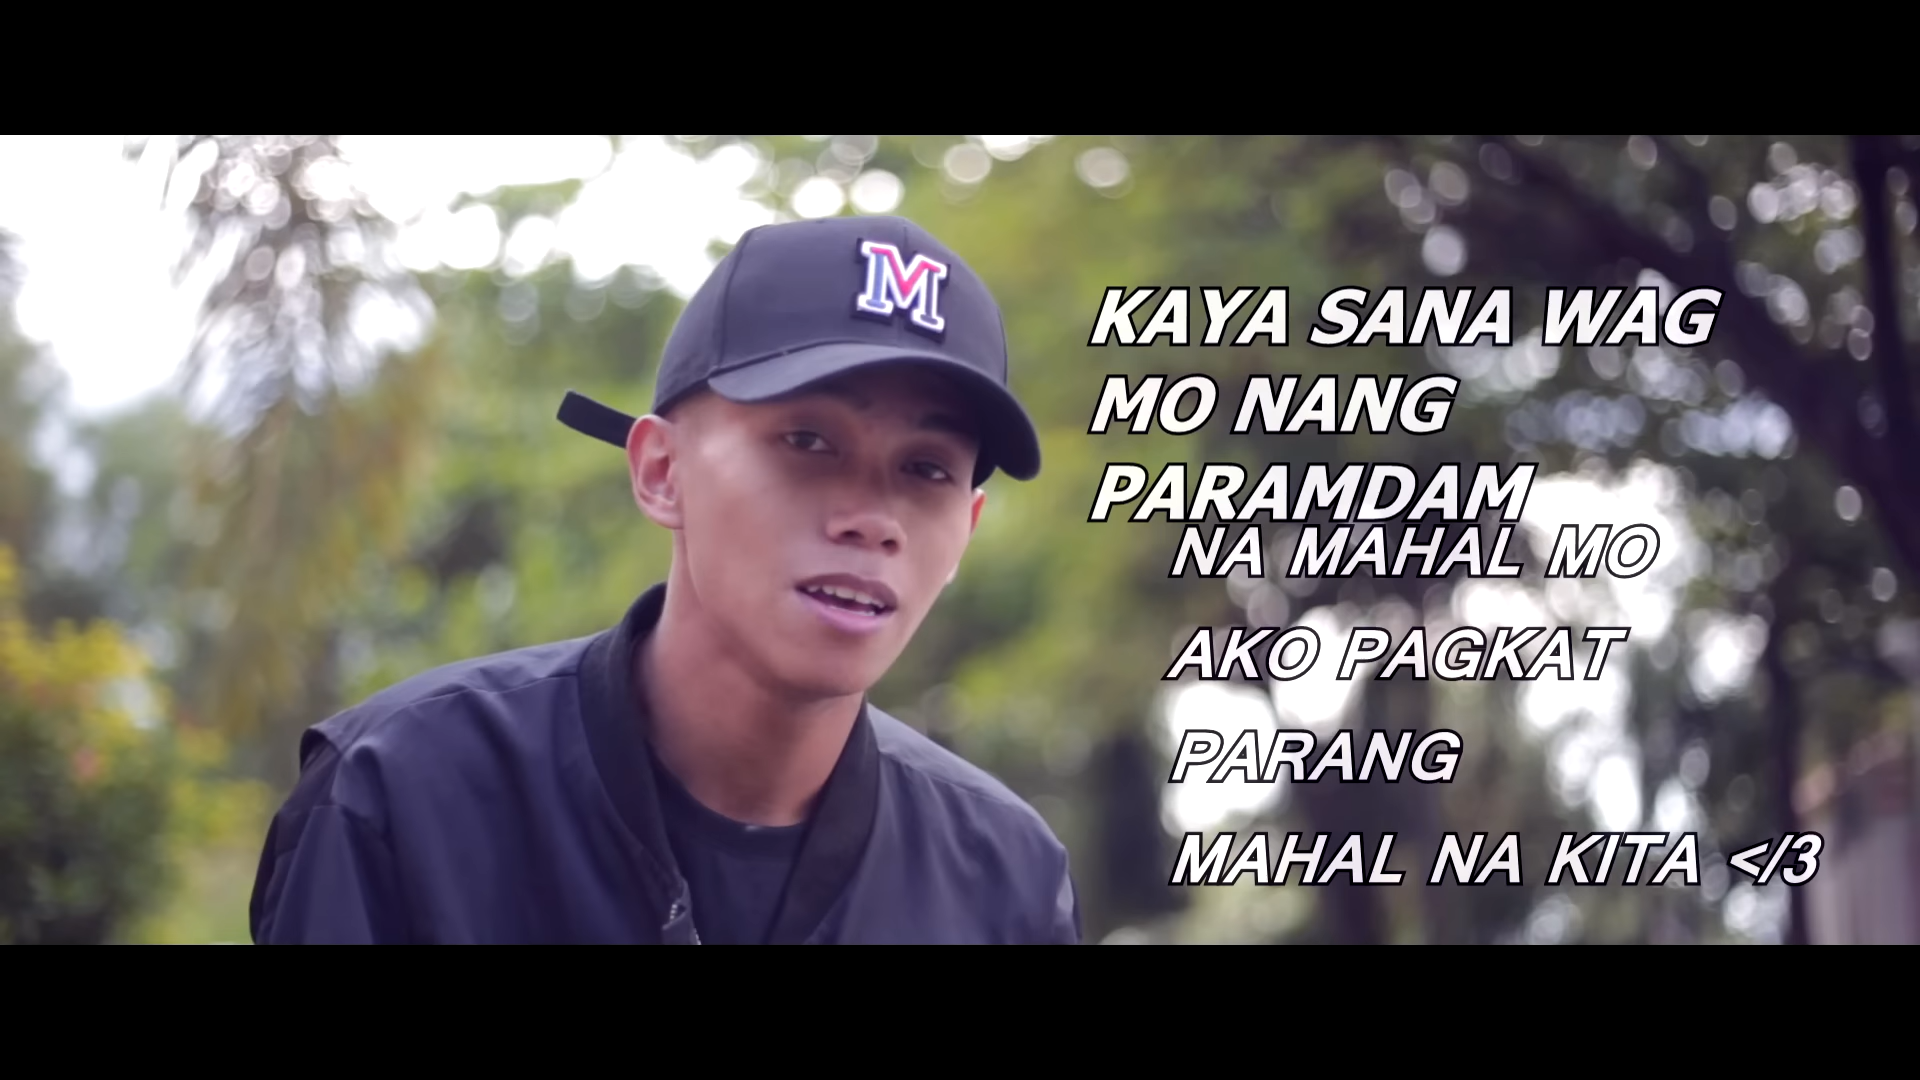 M
KAYA SANA WAG
MO NANG
PARAMDAM
NA MAHAL MO
AKO PAGKAT
PARANG
MAHAL NA KITA </3